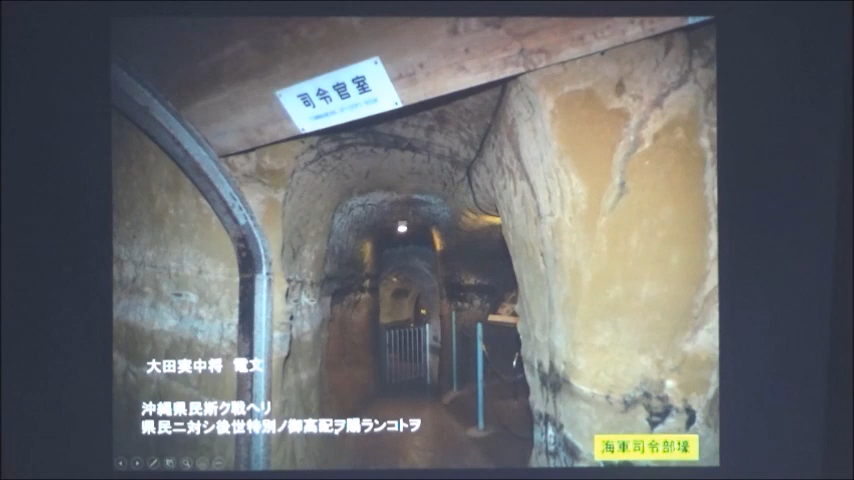 司令官室
大田実中将 電文
沖縄県民斯ク戦ヘリ
県民ニ対シ後世特別ノ御高配ヲ賜ランコトヲ
海軍司令部壕